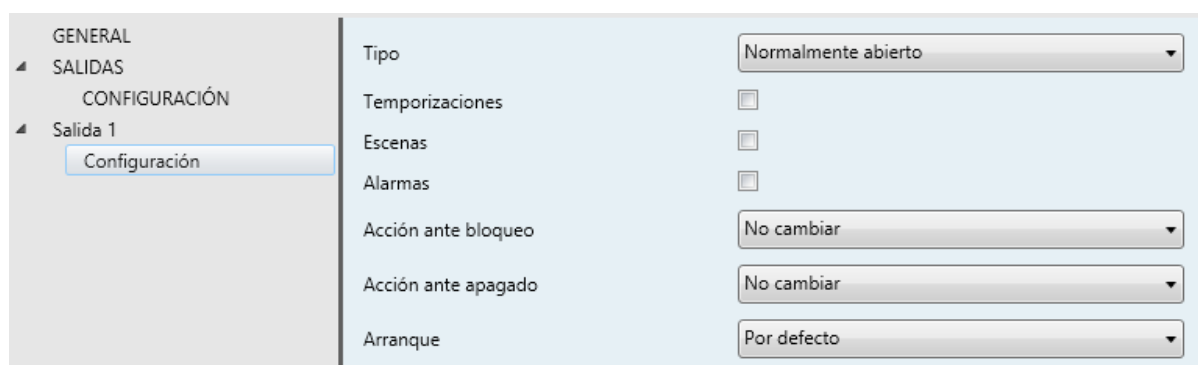 GENERAL
SALIDAS
CONFIGURACIÓN
Salida 1
Configuración
Tipo Normalmente abierto
Temporizaciones
Escenas
Alarmas
Acción ante bloqueo No cambiar
Acción ante apagado No cambiar
Arranque Por defecto